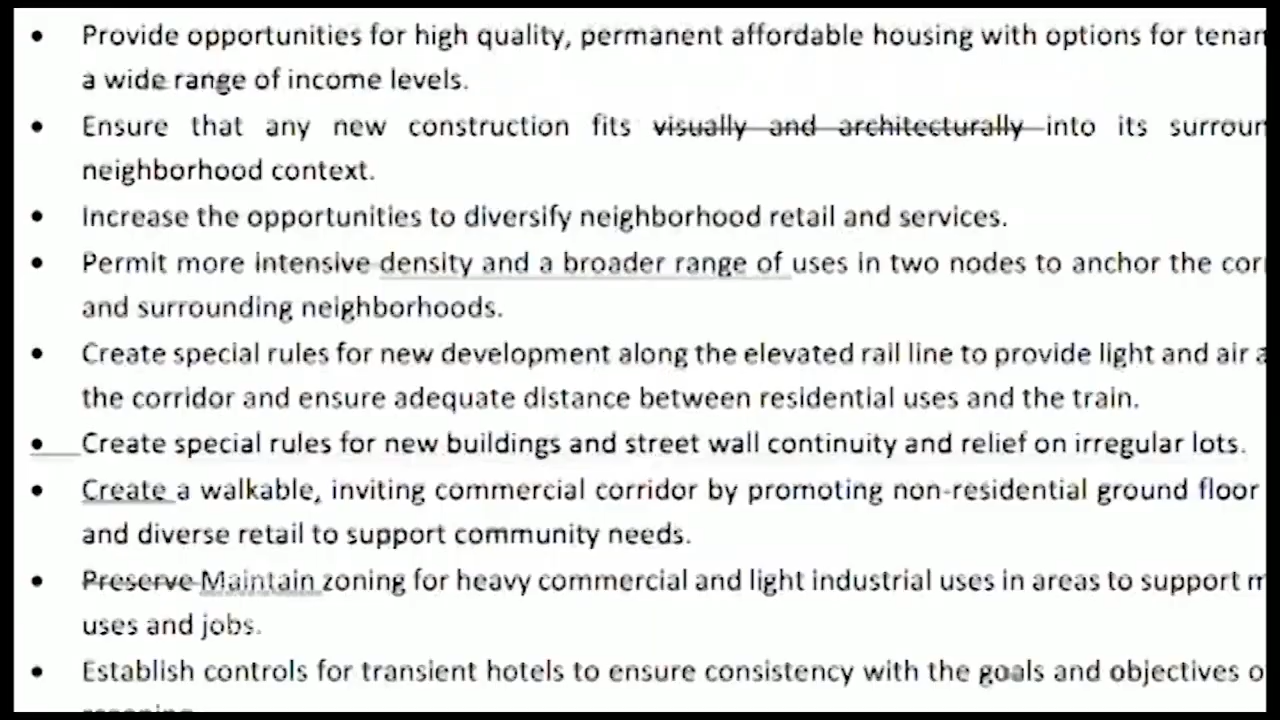 • Provide opportunities for high quality, permanent affordable housing with options for
a wide range of income levels.
• Ensure that any new construction fits visually and architecturally into its
neighborhood context.
• Increase the opportunities to diversify neighborhood retail and services.
• Permit more intensive density and a broader range of uses in two nodes to anchor the
and surrounding neighborhoods.
• Create special rules for new development along the elevated rail line to provide light and air
the corridor and ensure adequate distance between residential uses and the train.
• Create special rules for new buildings and street wall continuity and relief on irregular lots.
• Create a walkable, inviting commercial corridor by promoting non-residential ground floor
and diverse retail to support community needs.
• Preserve Maintain zoning for heavy commercial and light industrial uses in areas to support
uses and jobs.
• Establish controls for transient hotels to ensure consistency with the goals and objectives